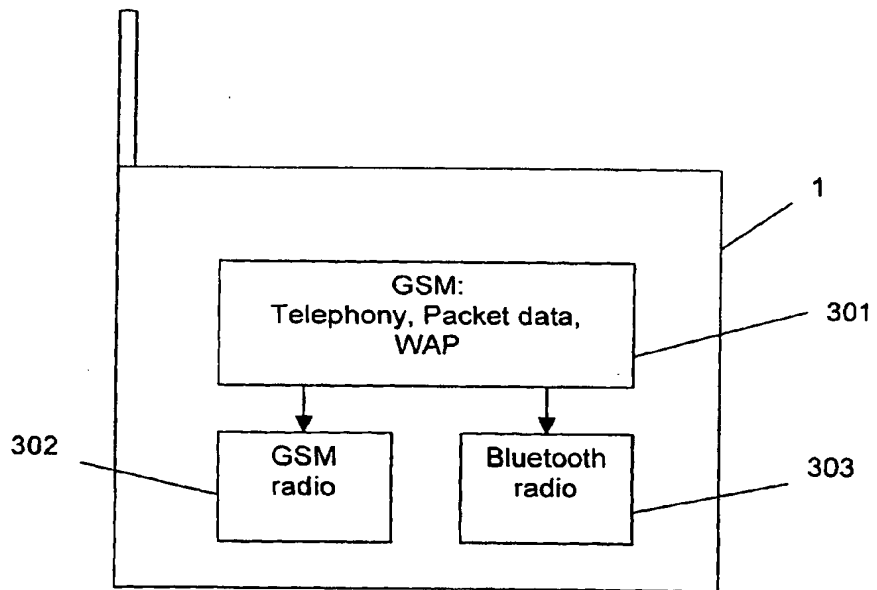 1
GSM:
Telephony, Packet data,
WAP
301
302
GSM
radio
Bluetooth
radio
303